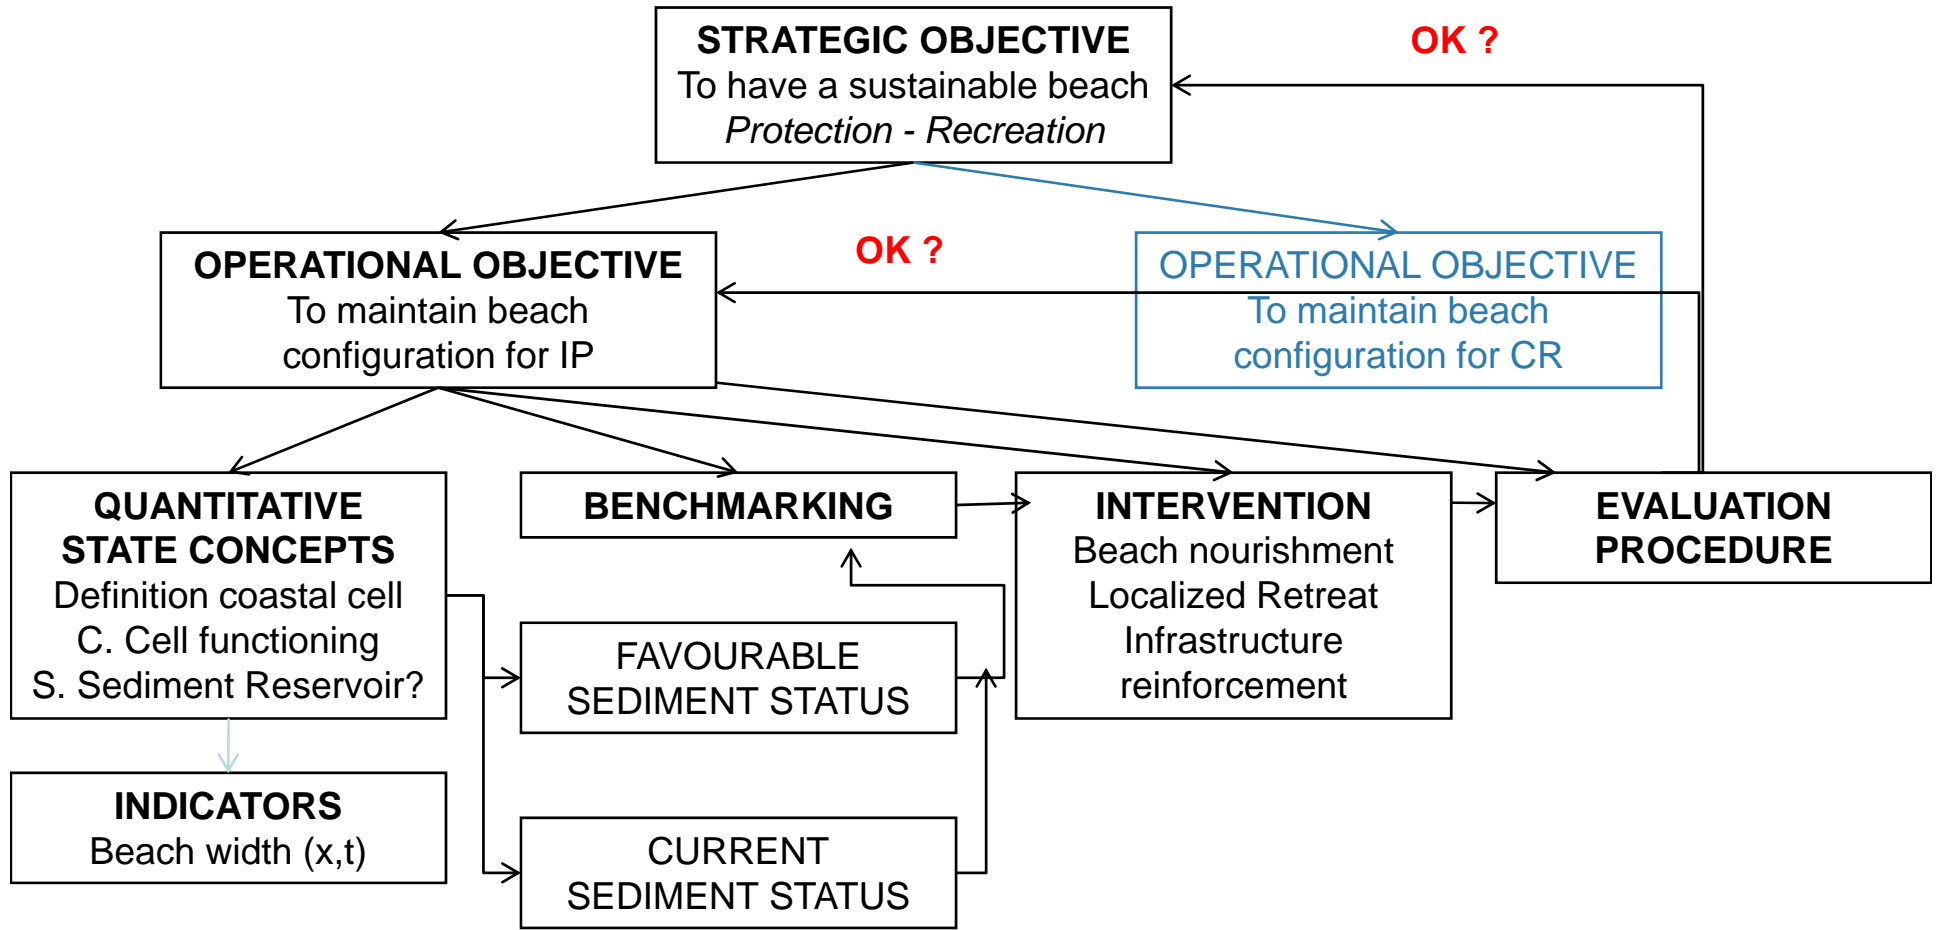 STRATEGIC OBJECTIVE
To have a sustainable beach
Protection - Recreation
OK ?
OPERATIONAL OBJECTIVE
To maintain beach
configuration for IP
OK ?
OPERATIONAL OBJECTIVE
To maintain beach
configuration for CR
QUANTITATIVE
STATE CONCEPTS
Definition coastal cell
C. Cell functioning
S. Sediment Reservoir?
BENCHMARKING
INTERVENTION
Beach nourishment
Localized Retreat
Infrastructure
reinforcement
EVALUATION
PROCEDURE
FAVOURABLE
SEDIMENT STATUS
INDICATORS
Beach width (x,t)
CURRENT
SEDIMENT STATUS